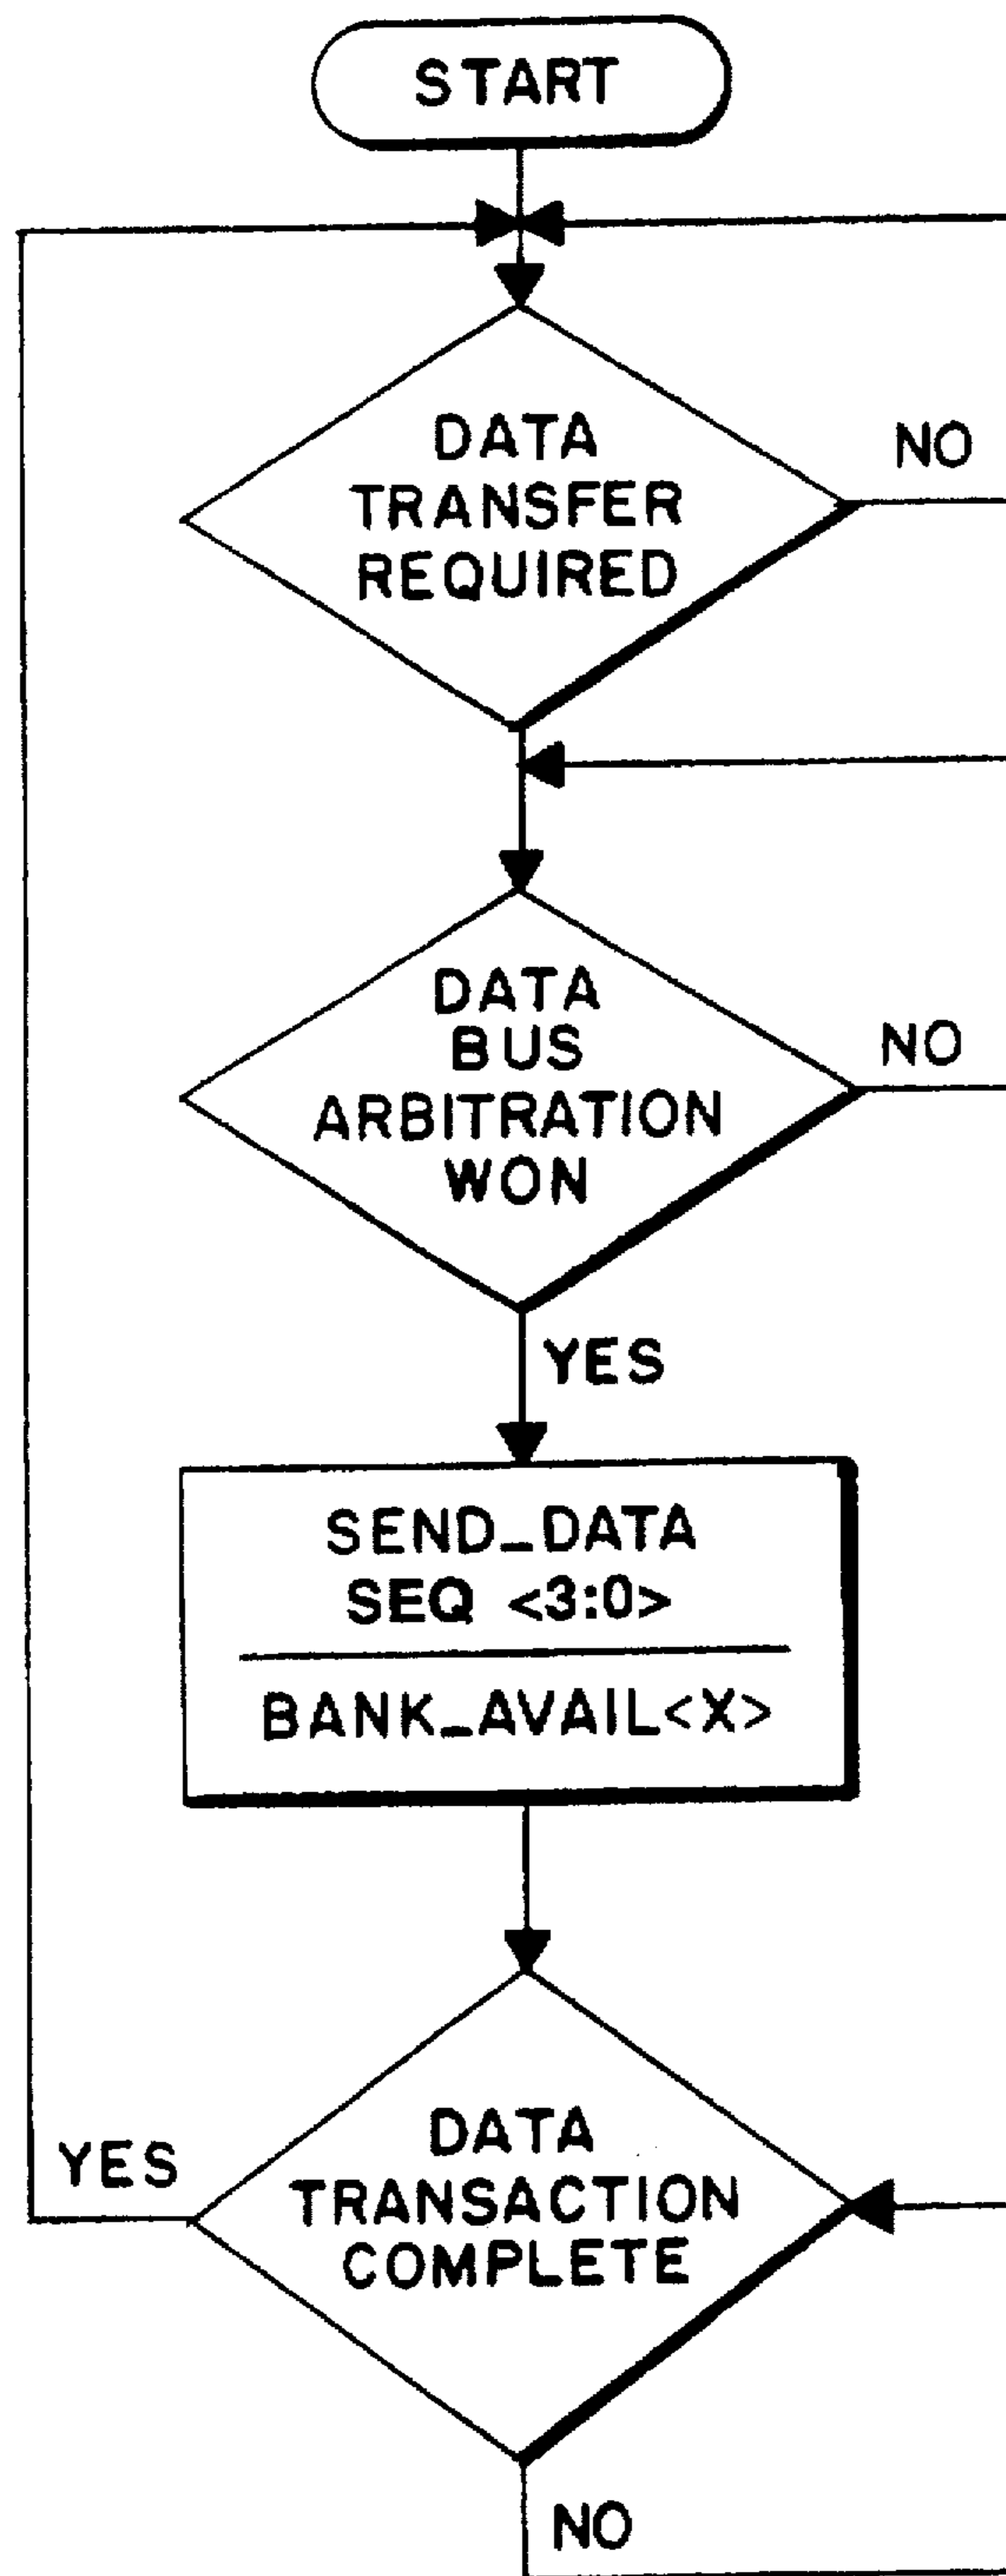 START
DATA
TRANSFER
REQUIRED
NO
DATA
BUS
ARBITRATION
WON
NO
YES
SEND_DATA
SEQ <3:0>
BANK_AVAIL<X>
DATA
TRANSACTION
COMPLETE
YES
NO